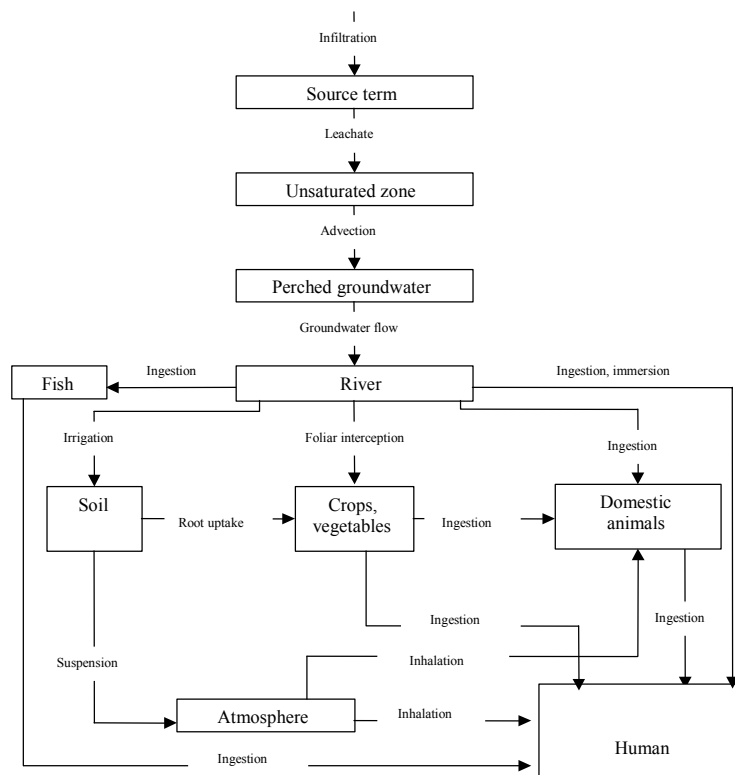 Infiltration
Source term
Leachate
Unsaturated zone
Advection
Perched groundwater
Groundwater flow
Fish
Ingestion
River
Ingestion, immersion
Irrigation
Foliar interception
Ingestion
Soil
Root uptake
Crops,
vegetables
Ingestion
Domestic
animals
Ingestion
Ingestion
Suspension
Inhalation
Atmosphere
Inhalation
Human
Ingestion